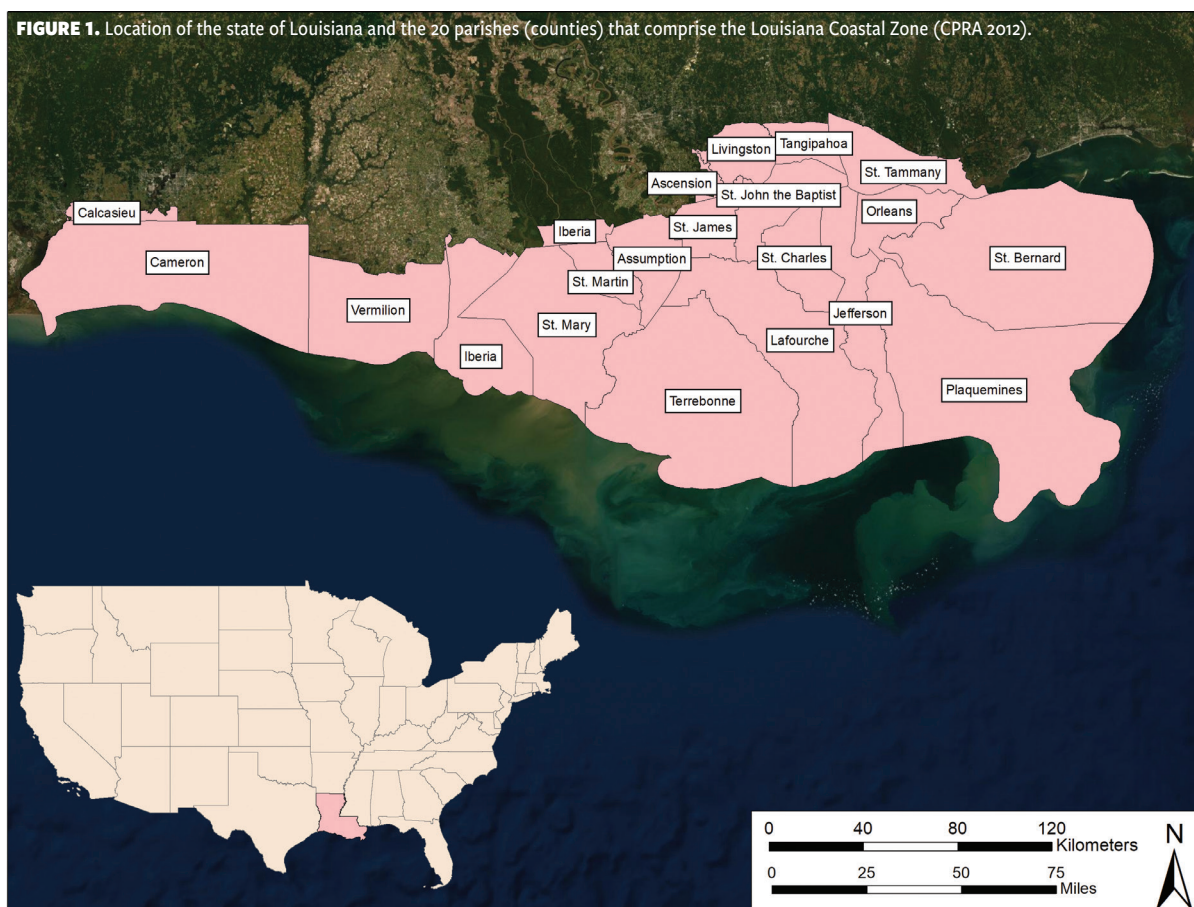 FIGURE 1. Location of the state of Louisiana and the 20 parishes (counties) that comprise the Louisiana Coastal Zone (CPRA 2012).
Livingston
Tangipahoa
St. Tammany
Ascension
St. John the Baptist
Calcasieu
Orleans
Iberia
St. James
Cameron
Assumption
St. Charles
St. Bernard
St. Martin
Vermilion
Jefferson
St. Mary
Lafourche
Iberia
Plaquemines
Terrebonne
0 40 80 120
Kilometers
0 25 50 75
Miles
N